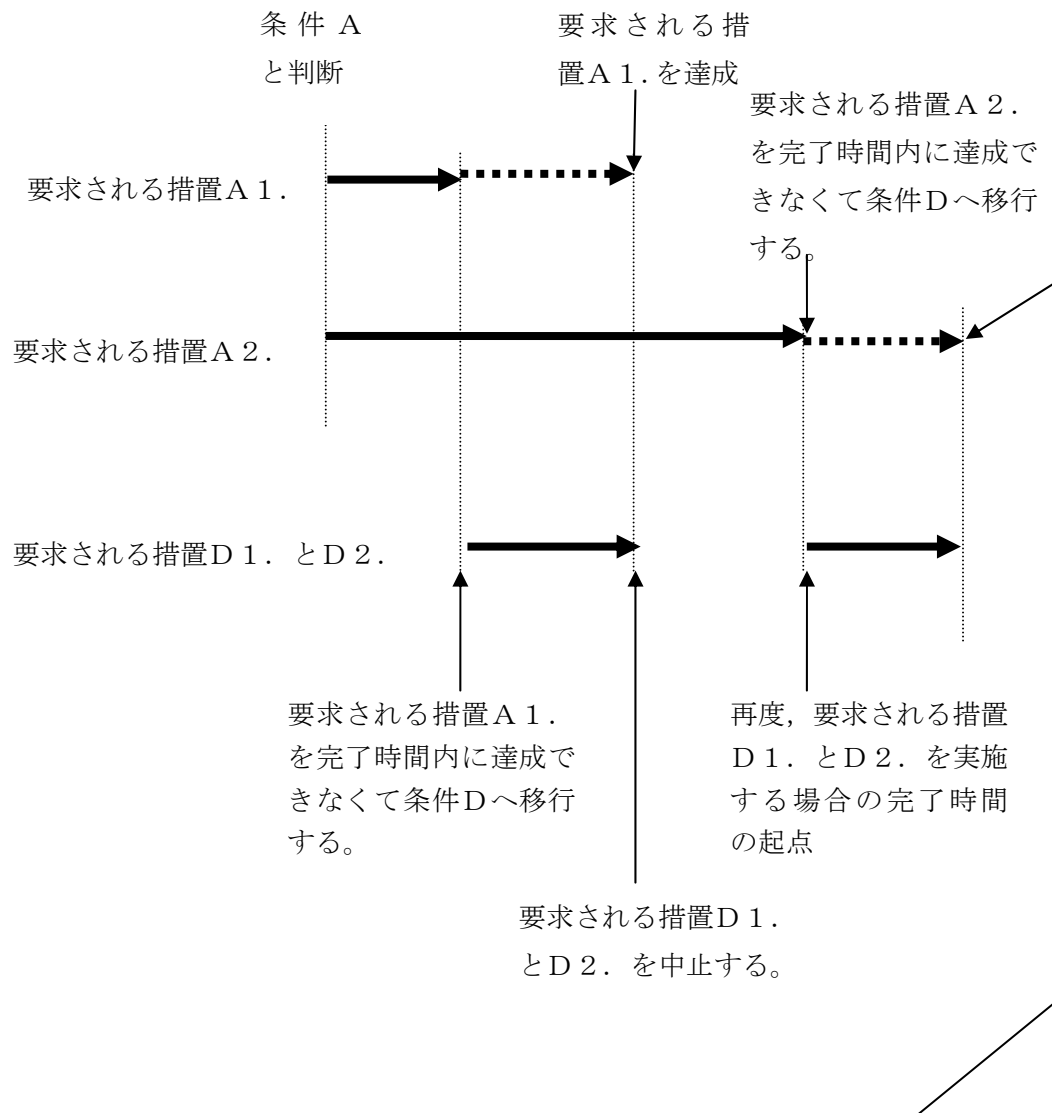 条件A
と判断
要求される措
置A1.を達成
要求される措置A2.
を完了時間内に達成で
きなくて条件Dへ移行
する。
要求される措置A1.
要求される措置A2.
要求される措置D1.とD2.
要求される措置A1.
を完了時間内に達成で
きなくて条件Dへ移行
する。
再度,要求される措置
D1.とD2.を実施
する場合の完了時間
の起点
要求される措置D1.
とD2.を中止する。